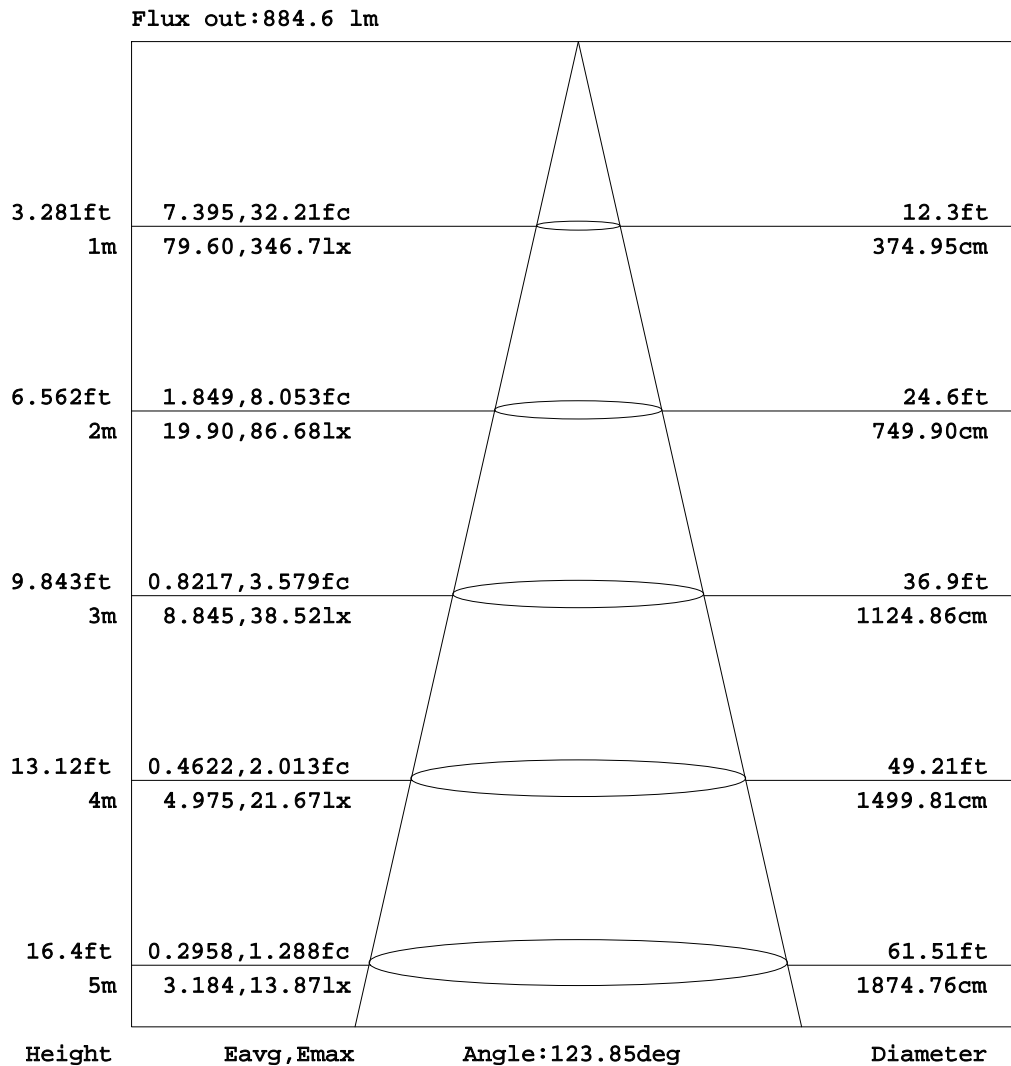 Flux out:884.6 lm
3.281ft 7.395,32.21fc 12.3ft
1m 79.60,346.7lx 374.95cm
6.562ft 1.849,8.053fc 24.6ft
2m 19.90,86.68lx 749.90cm
9.843ft 0.8217,3.579fc 36.9ft
3m 8.845,38.52lx 1124.86cm
13.12ft 0.4622,2.013fc 49.21ft
4m 4.975,21.67lx 1499.81cm
16.4ft 0.2958,1.288fc 61.51ft
5m 3.184,13.87lx 1874.76cm
Height Eavg,Emax Angle:123.85deg Diameter